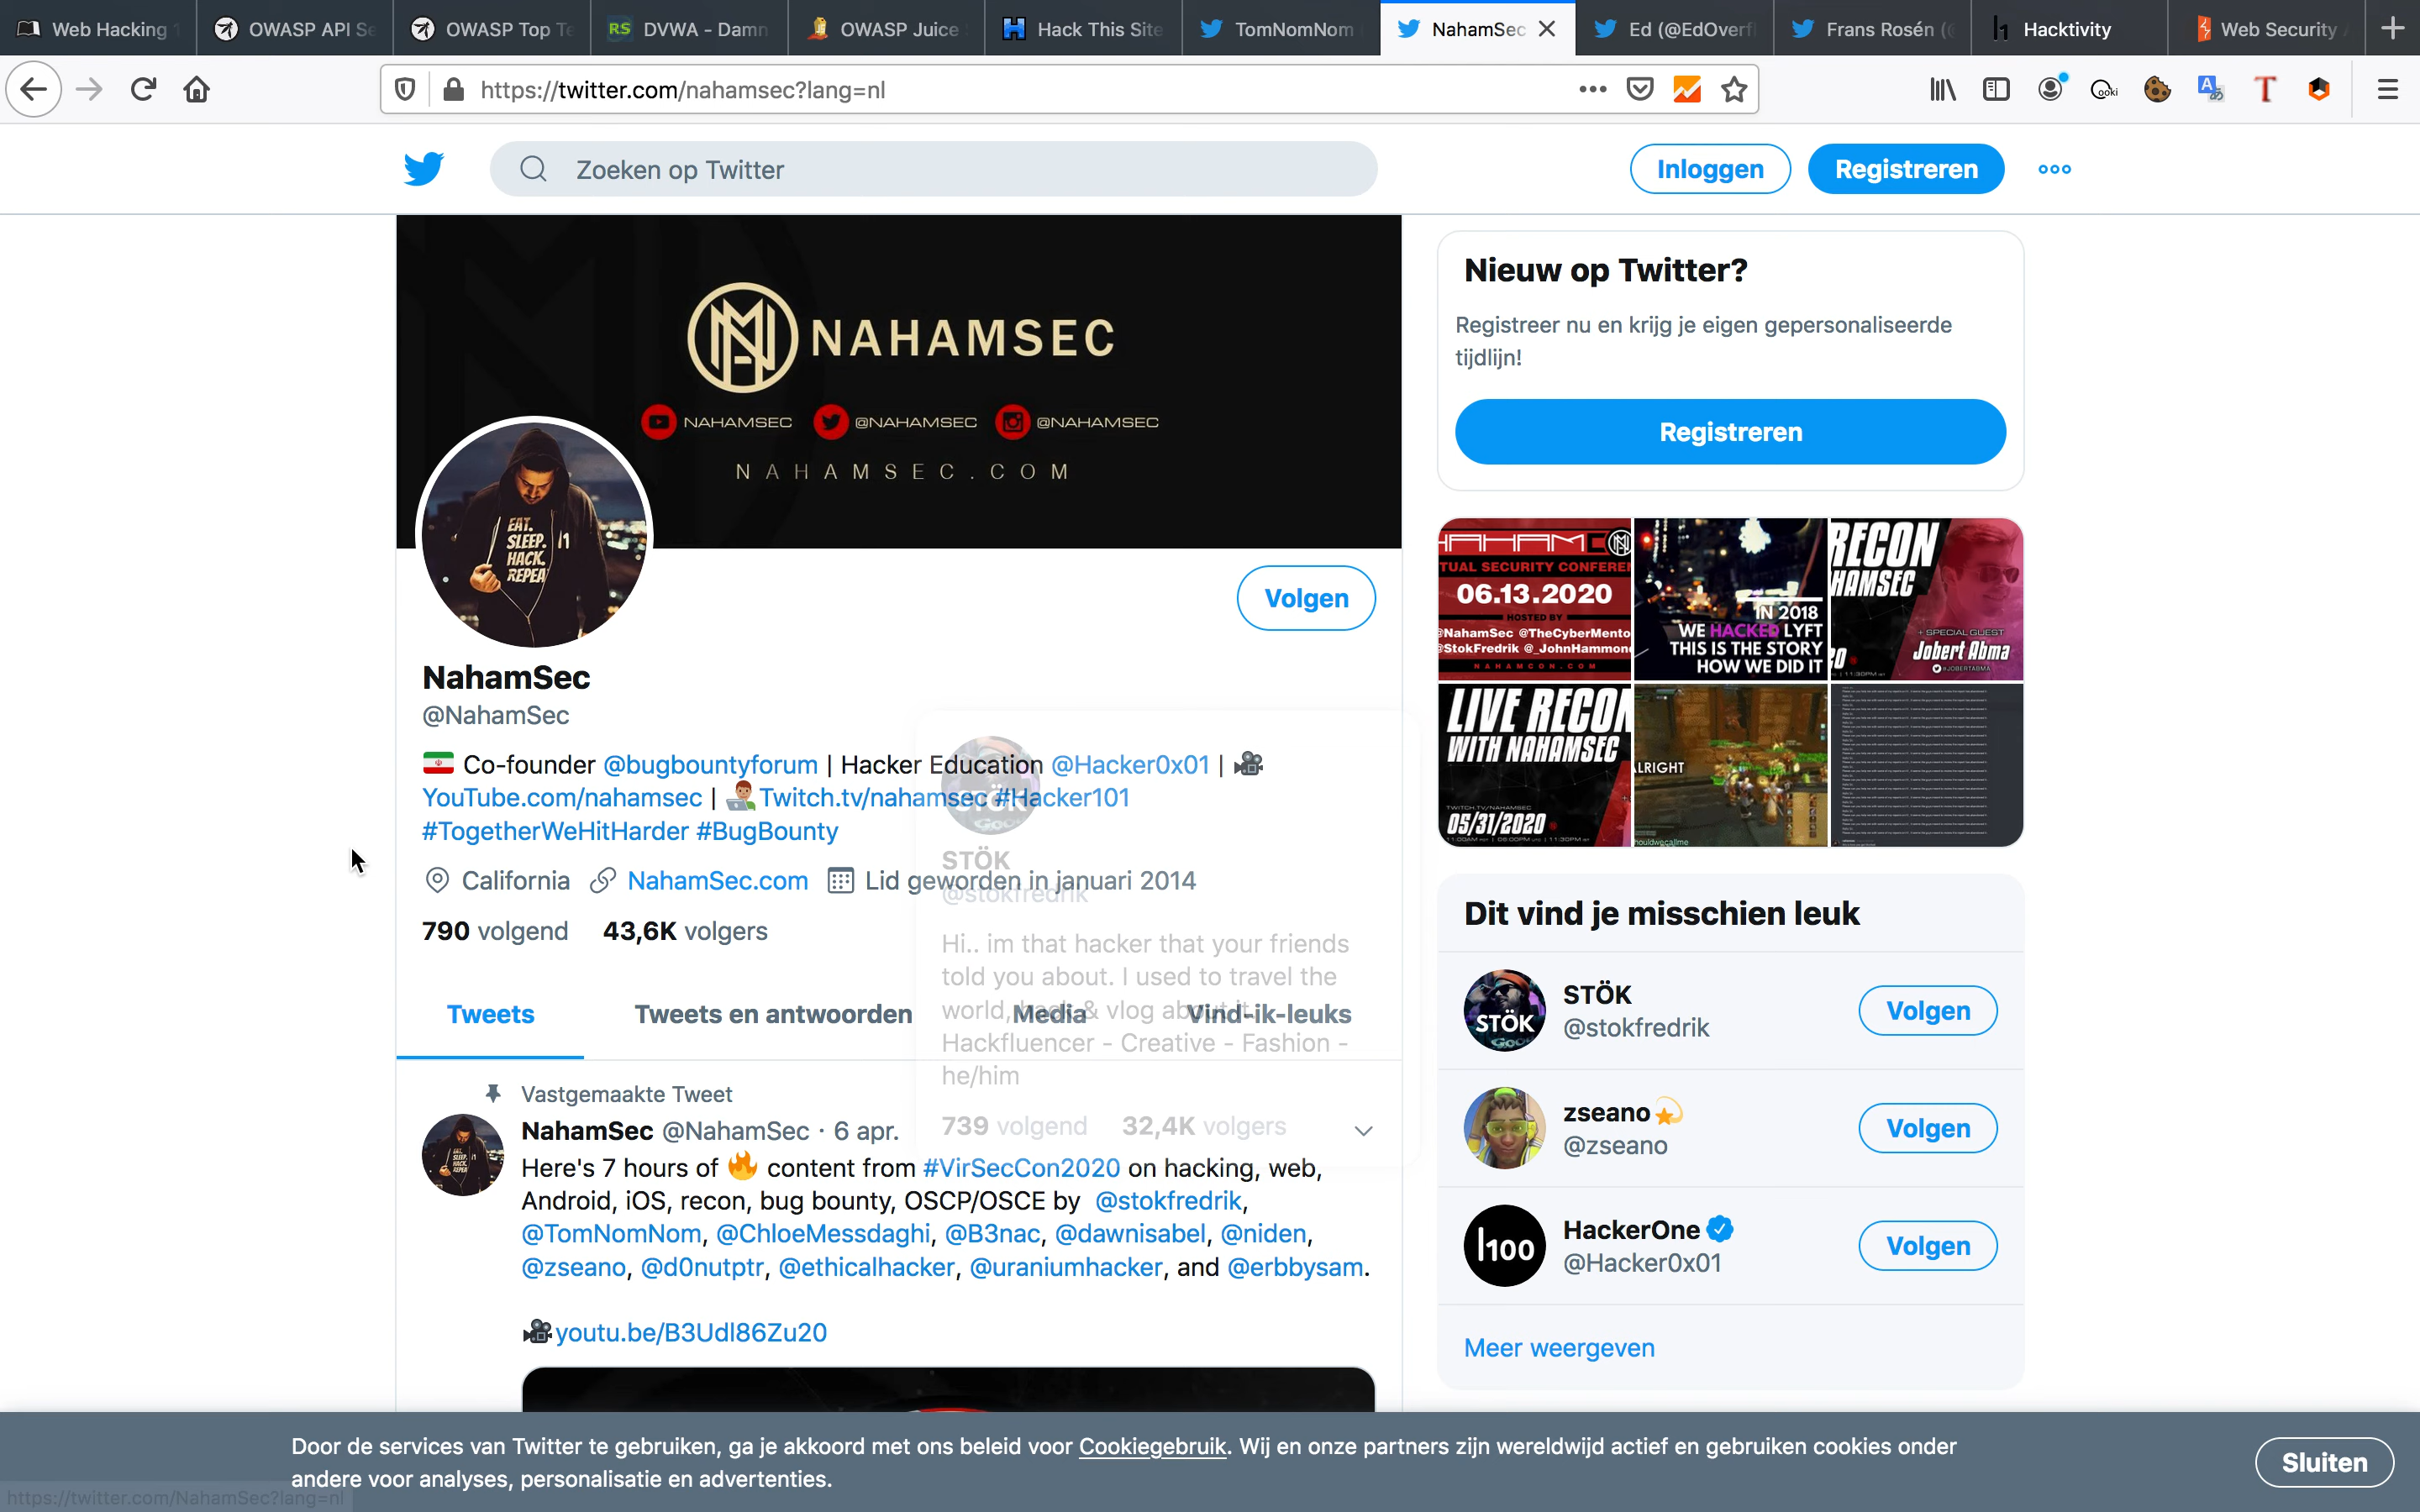 Web Hacking
OWASP API Se
OWASP Top Te
DVWA - Damn
OWASP Juice
Hack This Site
TomNomNom
NahamSec
Ed (@EdOverfl
Frans Rosén (@
Hacktivity
Web Security
https://twitter.com/nahamsec?lang=nl
Zoeken op Twitter
Inloggen
Registreren
NAHAMSEC
NAHAMSEC @NAHAMSEC @NAHAMSEC
NAHAMSEC.COM
EAT.
SLEEP.
HACK.
REPEA
Volgen
NahamSec
@NahamSec
Co-founder @bugbountyforum | Hacker Education @Hacker0x01 |
YouTube.com/nahamsec | Twitch.tv/nahamsec #Hacker101
#TogetherWeHitHarder #BugBounty
California NahamSec.com Lid geworden in januari 2014
790 volgend 43,6K volgers
STÖK
@stokfredrik
Hi.. im that hacker that your friends
told you about. I used to travel the
world, hack & vlog about it.
Hackfluencer - Creative - Fashion -
he/him
739 volgend 32,4K volgers
Tweets
Tweets en antwoorden
Media
Vind-ik-leuks
Vastgemaakte Tweet
NahamSec @NahamSec · 6 apr.
Here's 7 hours of 🔥 content from #VirSecCon2020 on hacking, web,
Android, iOS, recon, bug bounty, OSCP/OSCE by @stokfredrik,
@TomNomNom, @ChloeMessdaghi, @B3nac, @dawnisabel, @niden,
@zseano, @d0nutptr, @ethicalhacker, @uraniumhacker, and @erbbysam.
youtu.be/B3Udl86Zu20
Nieuw op Twitter?
Registreer nu en krijg je eigen gepersonaliseerde
tijdlijn!
Registreren
TUAL SECURITY CONFEREN
06.13.2020
HOSTED BY
@NahamSec @TheCyberMento
@StokFredrik @_JohnHammon
NAHAMCON.COM
IN 2018
WE HACKED LYFT
THIS IS THE STORY
HOW WE DID IT
RECON
HAMSEC
+ SPECIAL GUEST
Jobert Abma
@JOBERTABMA
LIVE RECON
WITH NAHAMSEC
TWITCH.TV/NAHAMSEC
05/31/2020
LRIGHT
houldwecallme
Dit vind je misschien leuk
STÖK
STÖK
@stokfredrik
Volgen
zseano
@zseano
Volgen
100
HackerOne
@Hacker0x01
Volgen
Meer weergeven
Door de services van Twitter te gebruiken, ga je akkoord met ons beleid voor Cookiegebruik. Wij en onze partners zijn wereldwijd actief en gebruiken cookies onder
andere voor analyses, personalisatie en advertenties.
Sluiten
https://twitter.com/NahamSec?lang=nl